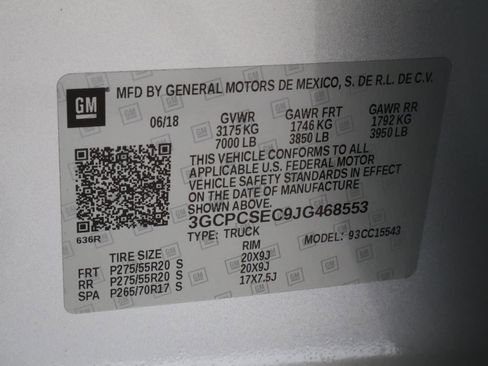 MFD BY GENERAL MOTORS DE MEXICO, S. DE R.L. DE C.V.
GM
06/18 GVWR GAWR FRT GAWR RR
3175 KG 1746 KG 1792 KG
7000 LB 3850 LB 3950 LB
THIS VEHICLE CONFORMS TO ALL
APPLICABLE U.S. FEDERAL MOTOR
VEHICLE SAFETY STANDARDS IN EFFECT
ON THE DATE OF MANUFACTURE
SHOWN ABOVE.
3GCPCSEC9JG468553
636R TYPE: TRUCK MODEL: 93CC15543
TIRE SIZE RIM
FRT P275/55R20 S 20X9J
RR P275/55R20 S 20X9J
SPA P265/70R17 S 17X7.5J